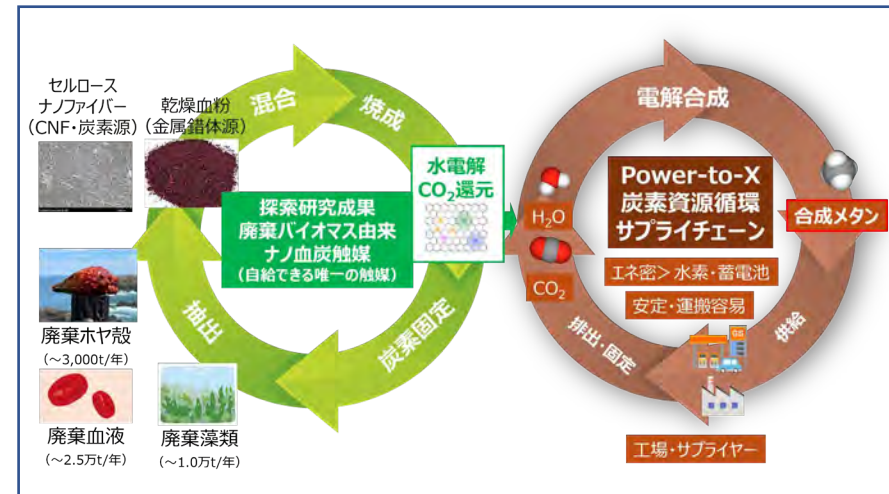 セルロース
ナノファイバー
（CNF・炭素源）
乾燥血粉
（金属錯体源）
混合
焼成
水電解
CO₂還元
探索研究成果
廃棄バイオマス由来
ナノ血炭触媒
（自給できる唯一の触媒）
抽出
炭素固定
廃棄ホヤ殻
（～3,000t/年）
廃棄血液
（～2.5万t/年）
廃棄藻類
（～1.0万t/年）
電解合成
Power-to-X
炭素資源循環
サプライチェーン
H₂O
CO₂
合成メタン
エネ密＞水素・蓄電池
安定・運搬容易
排出・固定
供給
GS
工場・サプライヤー